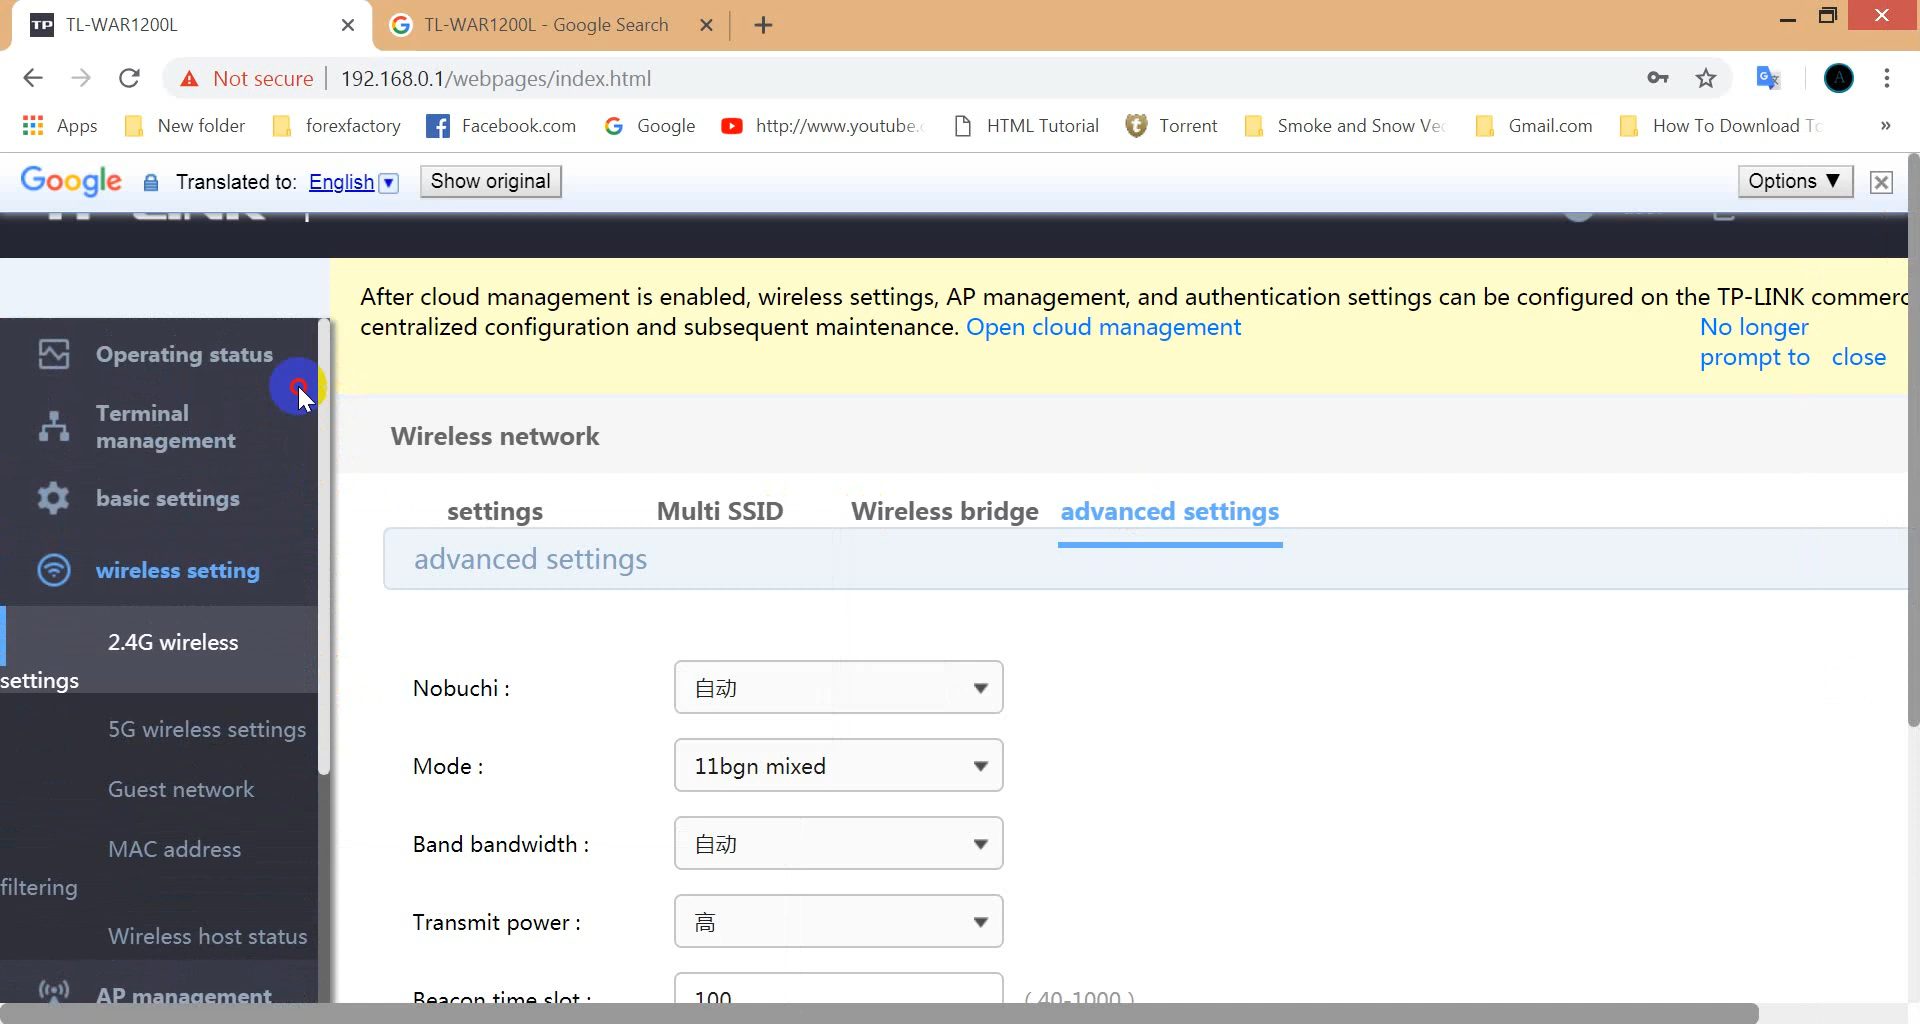 TL-WAR1200L
TL-WAR1200L - Google Search
Not secure
192.168.0.1/webpages/index.html
Apps
New folder
forexfactory
Facebook.com
Google
http://www.youtube.
HTML Tutorial
Torrent
Smoke and Snow Ve
Gmail.com
How To Download
»
Google
Translated to: English
Show original
Options ▼
After cloud management is enabled, wireless settings, AP management, and authentication settings can be configured on the TP-LINK commerc
centralized configuration and subsequent maintenance. Open cloud management
No longer
prompt to close
Operating status
Terminal
management
basic settings
wireless setting
2.4G wireless
settings
5G wireless settings
Guest network
MAC address
filtering
Wireless host status
AP management
Wireless network
settings
Multi SSID
Wireless bridge
advanced settings
advanced settings
Nobuchi :
自动
Mode :
11bgn mixed
Band bandwidth :
自动
Transmit power :
高
Beacon time slot :
100
( 40-1000 )